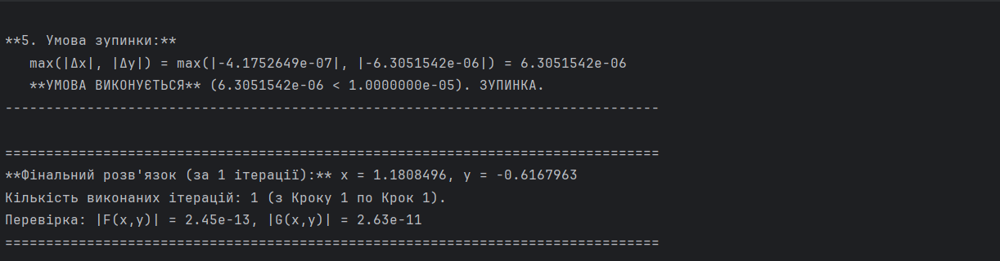 **5. Умова зупинки:**
max(|Δx|, |Δy|) = max(|-4.1752649e-07|, |-6.3051542e-06|) = 6.3051542e-06
**УМОВА ВИКОНУЄТЬСЯ** (6.3051542e-06 < 1.0000000e-05). ЗУПИНКА.
--------------------------------------------------------------------------------
================================================================================
**Фінальний розв'язок (за 1 ітерації):** x = 1.1808496, y = -0.6167963
Кількість виконаних ітерацій: 1 (з Кроку 1 по Крок 1).
Перевірка: |F(x,y)| = 2.45e-13, |G(x,y)| = 2.63e-11
================================================================================